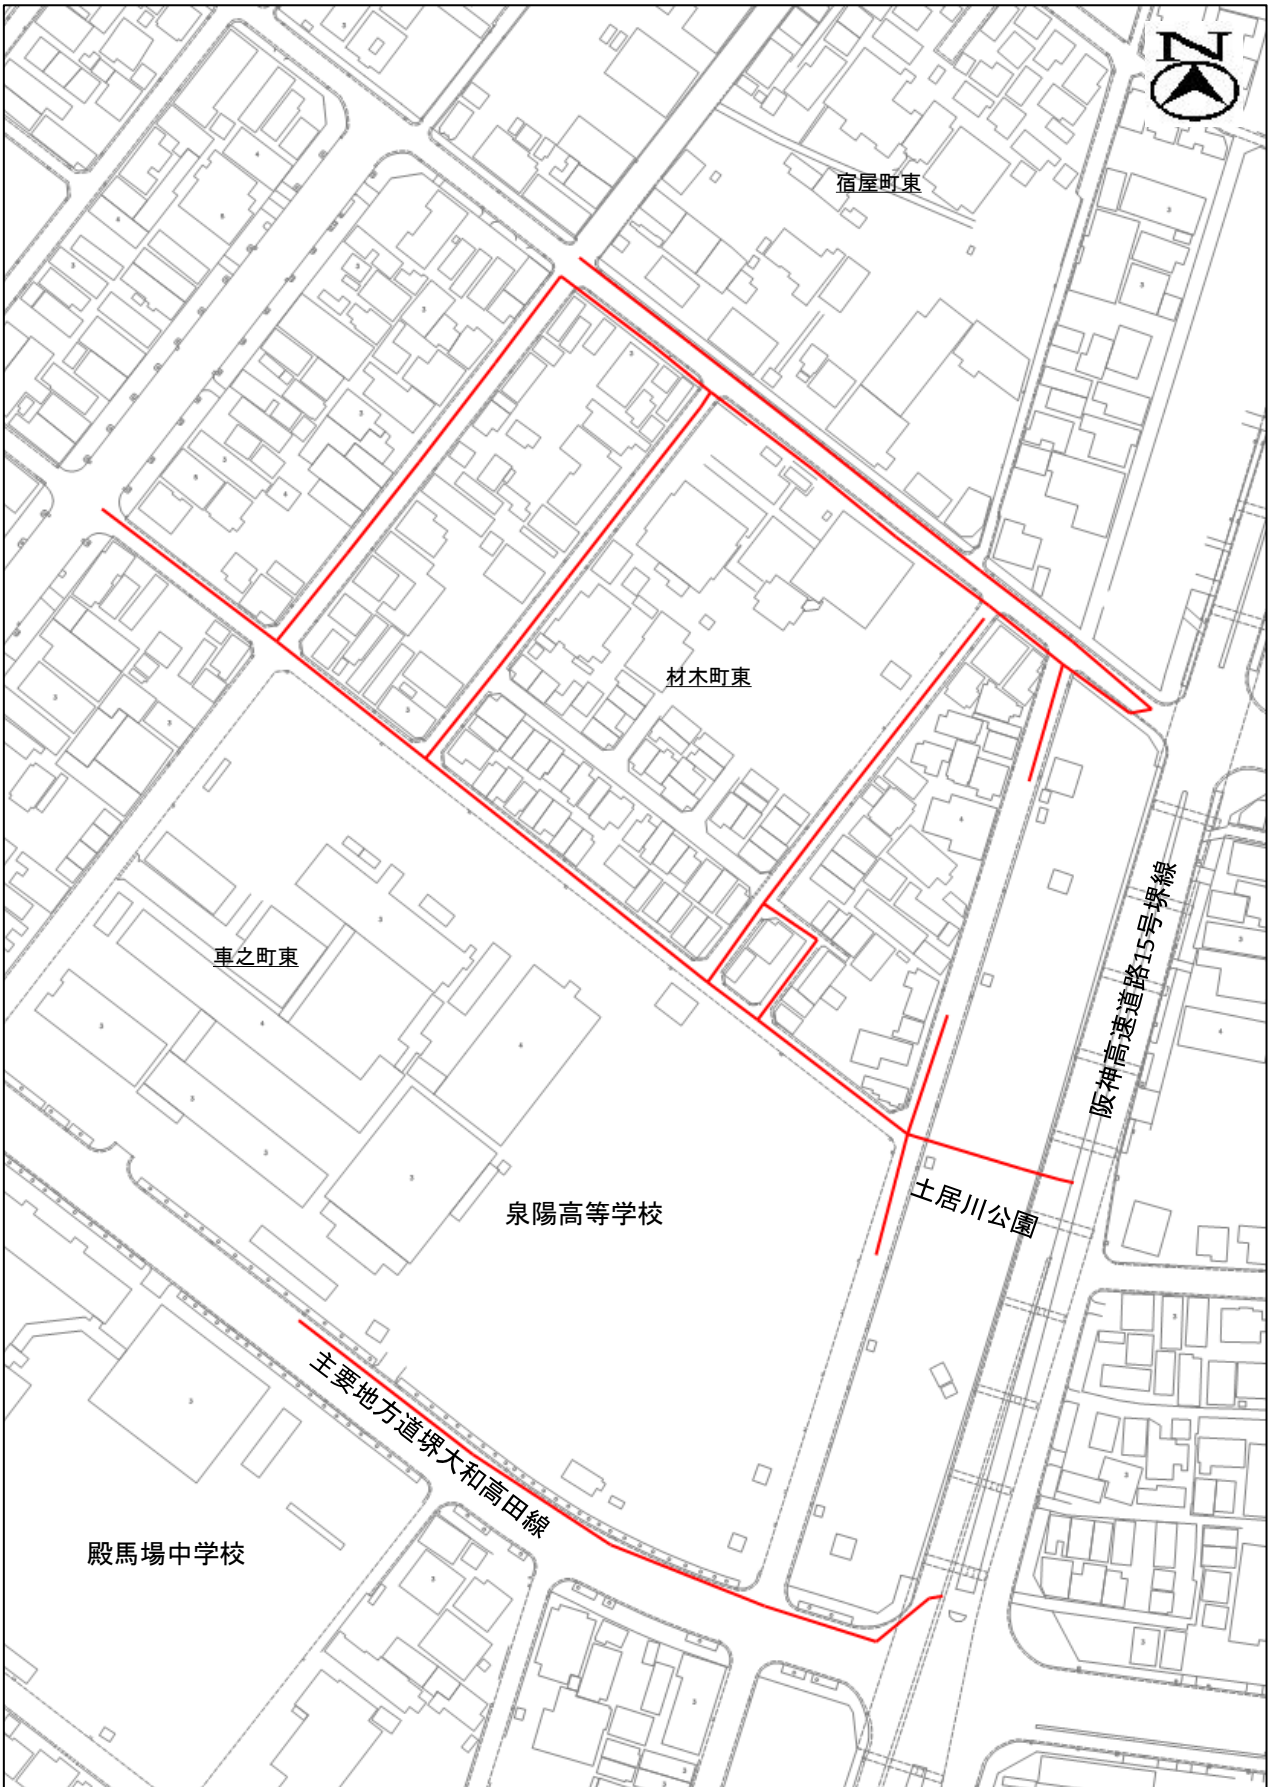 N
宿屋町東
材木町東
阪神高速道路15号堺線
車之町東
土居川公園
泉陽高等学校
主要地方道堺大和高田線
殿馬場中学校